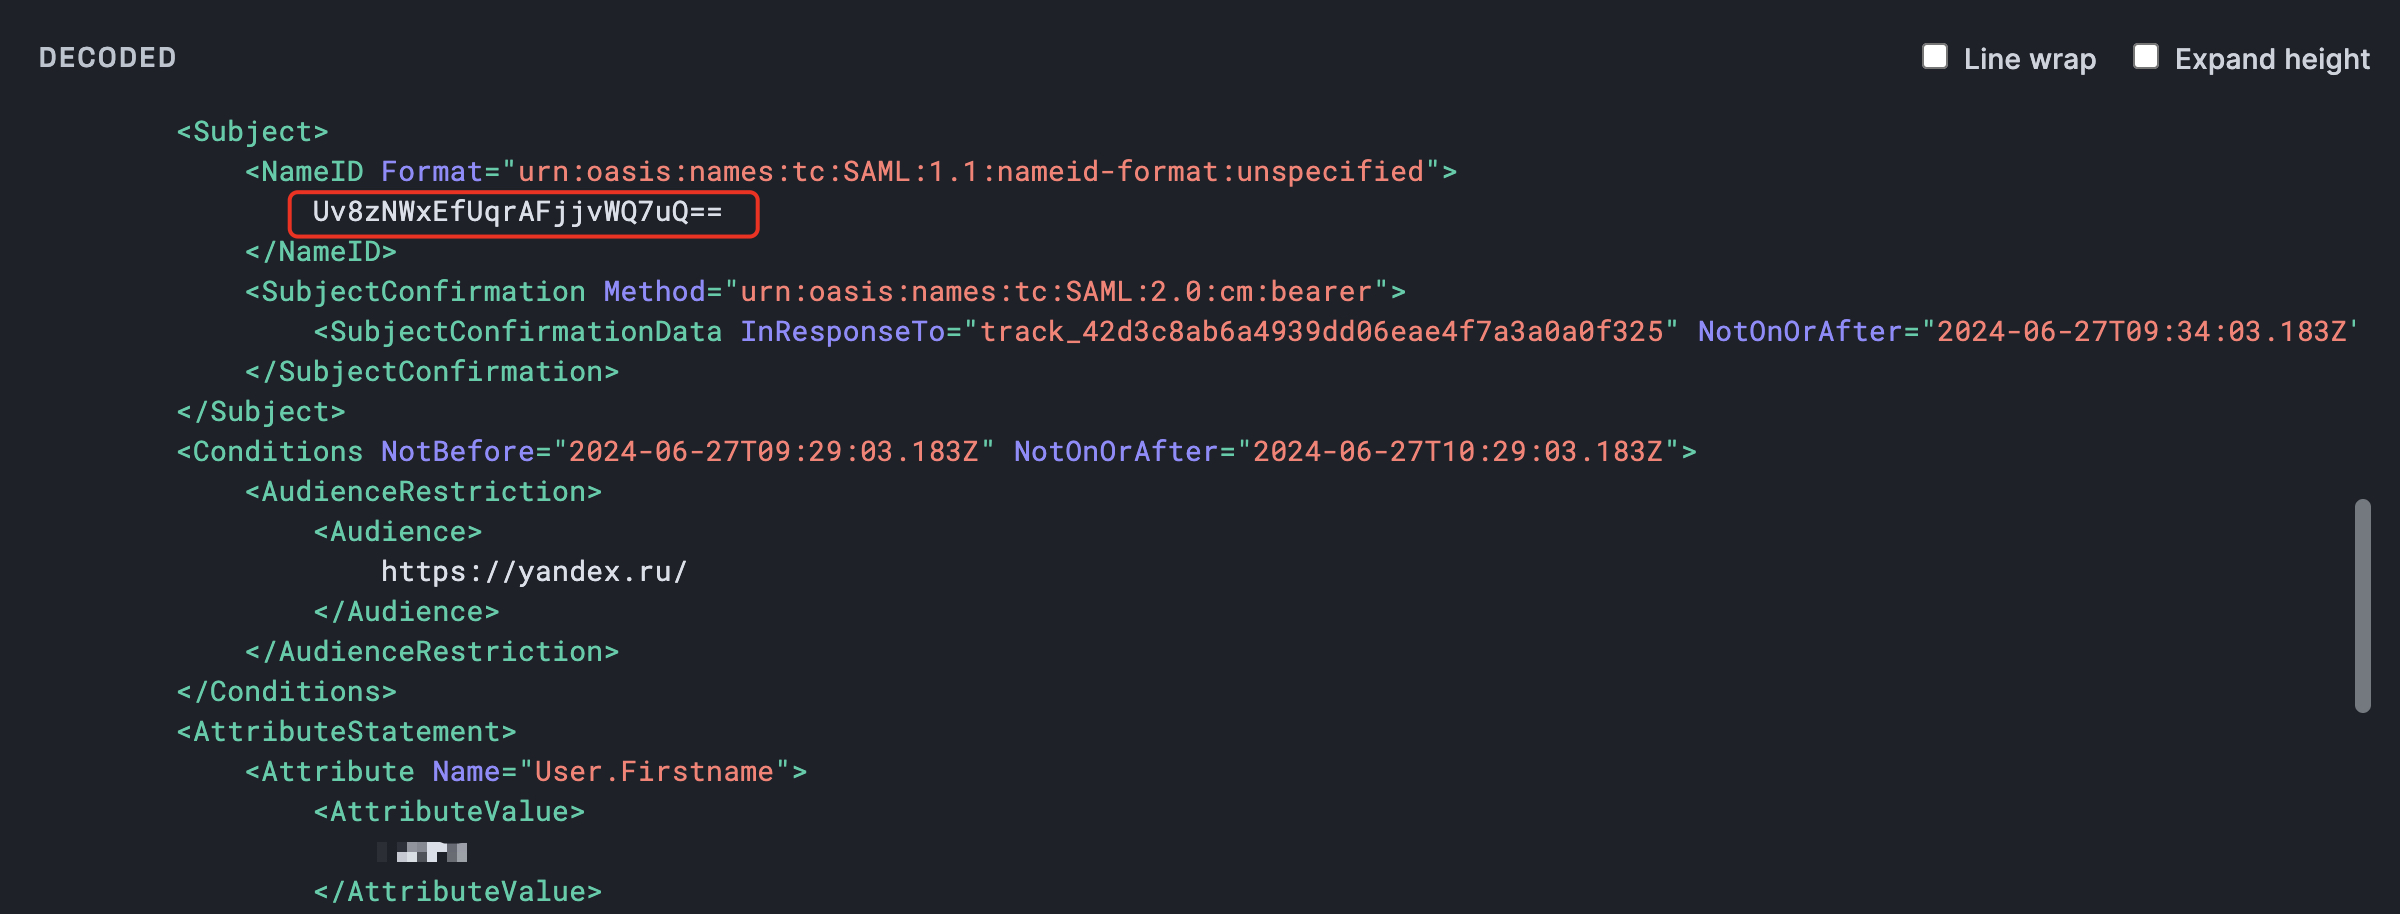 DECODED
Line wrap
Expand height
<Subject>
<NameID Format="urn:oasis:names:tc:SAML:1.1:nameid-format:unspecified">
Uv8zNWxEfUqrAFjjvWQ7uQ==
</NameID>
<SubjectConfirmation Method="urn:oasis:names:tc:SAML:2.0:cm:bearer">
<SubjectConfirmationData InResponseTo="track_42d3c8ab6a4939dd06eae4f7a3a0a0f325" NotOnOrAfter="2024-06-27T09:34:03.183Z'
</SubjectConfirmation>
</Subject>
<Conditions NotBefore="2024-06-27T09:29:03.183Z" NotOnOrAfter="2024-06-27T10:29:03.183Z">
<AudienceRestriction>
<Audience>
https://yandex.ru/
</Audience>
</AudienceRestriction>
</Conditions>
<AttributeStatement>
<Attribute Name="User.Firstname">
<AttributeValue>
</AttributeValue>